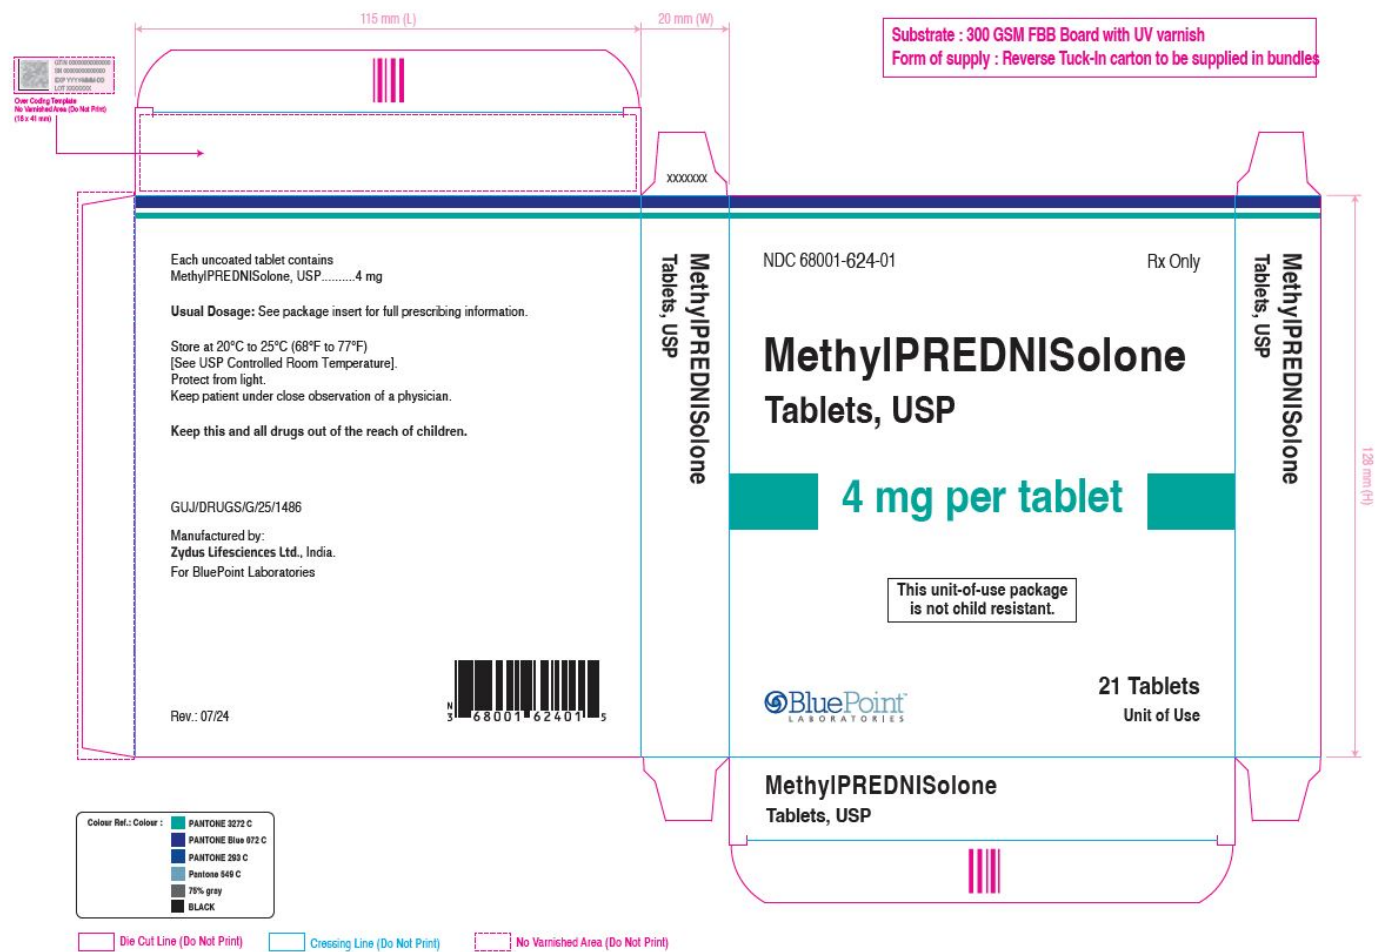 115 mm (L)
20 mm (W)
Substrate : 300 GSM FBB Board with UV varnish
Form of supply : Reverse Tuck-In carton to be supplied in bundles
EXP YYYY-MMM-DD
LOT XXXXXXX
Over Coding Template
No Varnished Area (Do Not Print)
XXXXXXX
Each uncoated tablet contains
MethylPREDNISolone, USP..........4 mg
Usual Dosage: See package insert for full prescribing information.
Store at 20°C to 25°C (68°F to 77°F)
[See USP Controlled Room Temperature].
Protect from light.
Keep patient under close observation of a physician.
Keep this and all drugs out of the reach of children.
GUJ/DRUGS/G/25/1486
Manufactured by:
Zydus Lifesciences Ltd., India.
For BluePoint Laboratories
Rev.: 07/24
N
3 68001 62401 5
MethylPREDNISolone
Tablets, USP
NDC 68001-624-01
Rx Only
MethylPREDNISolone
Tablets, USP
4 mg per tablet
This unit-of-use package
is not child resistant.
BluePoint™
LABORATORIES
21 Tablets
Unit of Use
MethylPREDNISolone
Tablets, USP
128 mm (H)
MethylPREDNISolone
Tablets, USP
Colour Ref.: Colour :
PANTONE 3272 C
PANTONE Blue 072 C
PANTONE 293 C
Pantone 549 C
75% gray
BLACK
Die Cut Line (Do Not Print)
Cressing Line (Do Not Print)
No Varnished Area (Do Not Print)